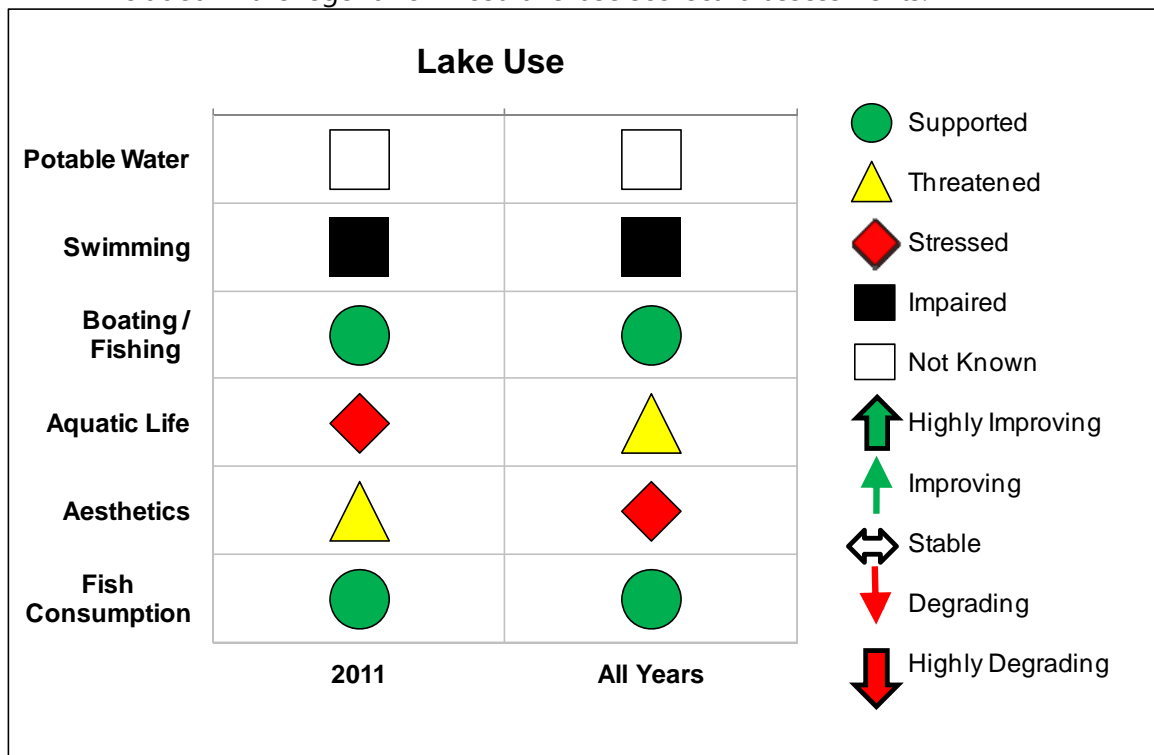 Lake Use
Potable Water
Swimming
Boating /
Fishing
Aquatic Life
Aesthetics
Fish
Consumption
2011
All Years
Supported
Threatened
Stressed
Impaired
Not Known
Highly Improving
Improving
Stable
Degrading
Highly Degrading